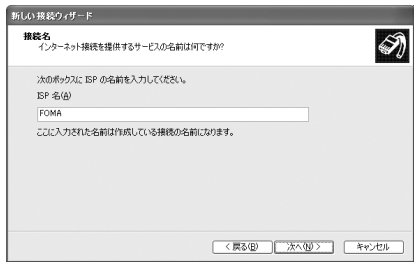 新しい接続ウィザード
接続名
インターネット接続を提供するサービスの名前は何ですか?
次のボックスに ISP の名前を入力してください。
ISP 名(A)
FOMA
ここに入力された名前は作成している接続の名前になります。
< 戻る(B) 次へ(N) > キャンセル